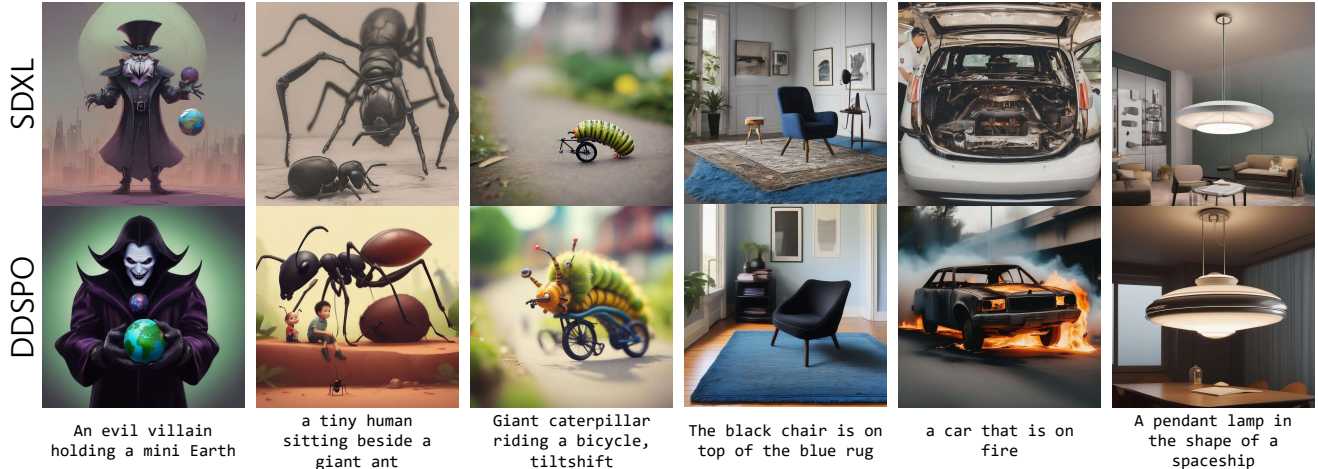 SDXL
DDSPO
An evil villain
holding a mini Earth
a tiny human
sitting beside a
giant ant
Giant caterpillar
riding a bicycle,
tiltshift
The black chair is on
top of the blue rug
a car that is on
fire
A pendant lamp in
the shape of a
spaceship